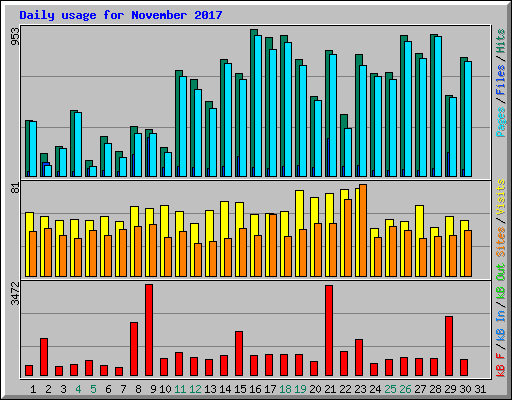 Daily usage for November 2017
953
Pages / Files / Hits
81
Sites / Visits
3472
kB F / kB In / kB Out
1 2 3 4 5 6 7 8 9 10 11 12 13 14 15 16 17 18 19 20 21 22 23 24 25 26 27 28 29 30 31